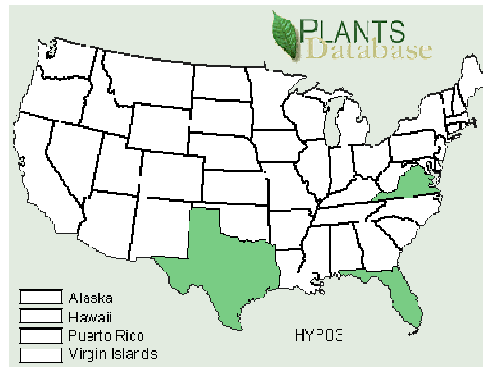 PLANTS
Database
Alaska
Hawaii
Puerto Rico
Virgin Islands
HYPO3